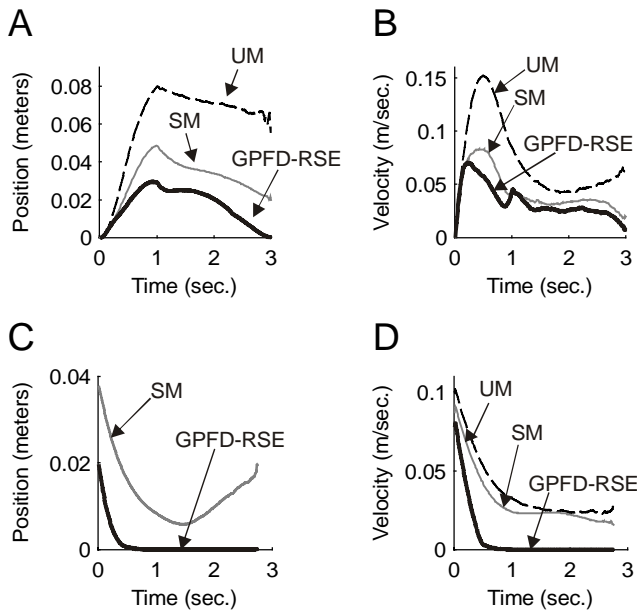 A
Position (meters)
0.08
0.06
0.04
0.02
0
0
1
2
3
Time (sec.)
UM
SM
GPFD-RSE
B
Velocity (m/sec.)
0.15
0.10
0.05
0
0
1
2
3
Time (sec.)
UM
SM
GPFD-RSE
C
Position (meters)
0.04
0.02
0
0
1
2
3
Time (sec.)
SM
GPFD-RSE
D
Velocity (m/sec.)
0.1
0.05
0
0
1
2
3
Time (sec.)
UM
SM
GPFD-RSE